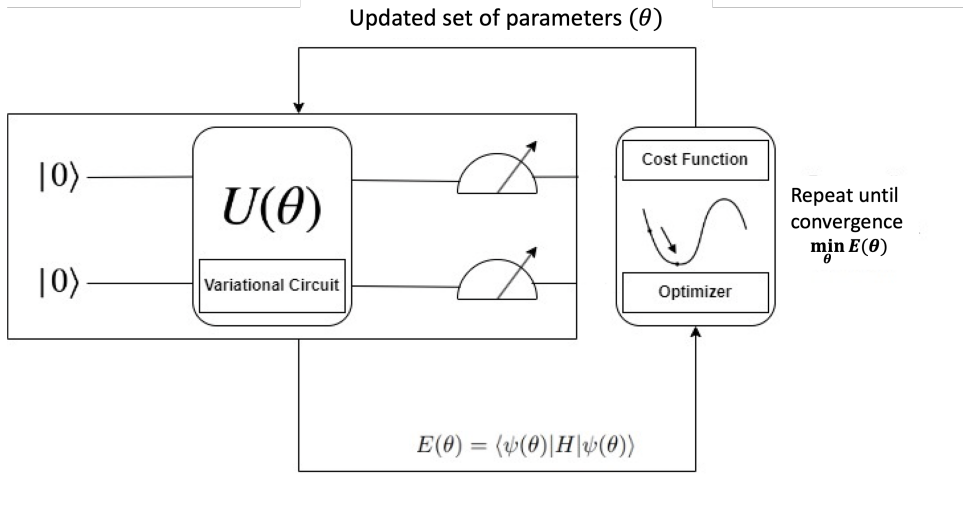 Updated set of parameters (θ)
|0⟩
U(θ)
Variational Circuit
|0⟩
Cost Function
Optimizer
Repeat until
convergence
min E(θ)
θ
E(θ) = ⟨ψ(θ)|H|ψ(θ)⟩